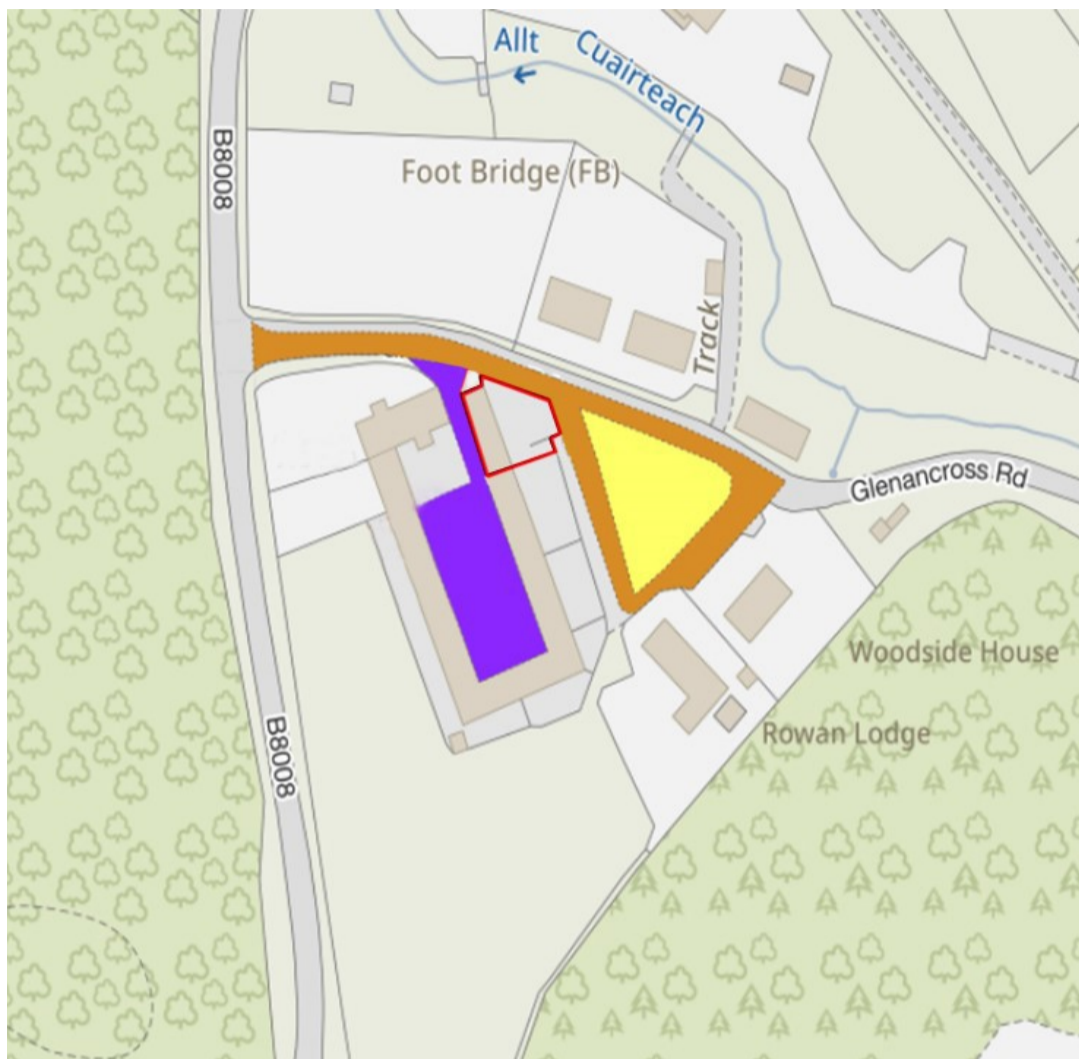 Allt
Cuairteach
B8008
Foot Bridge (FB)
Track
Glenancross Rd
Woodside House
B8008
Rowan Lodge